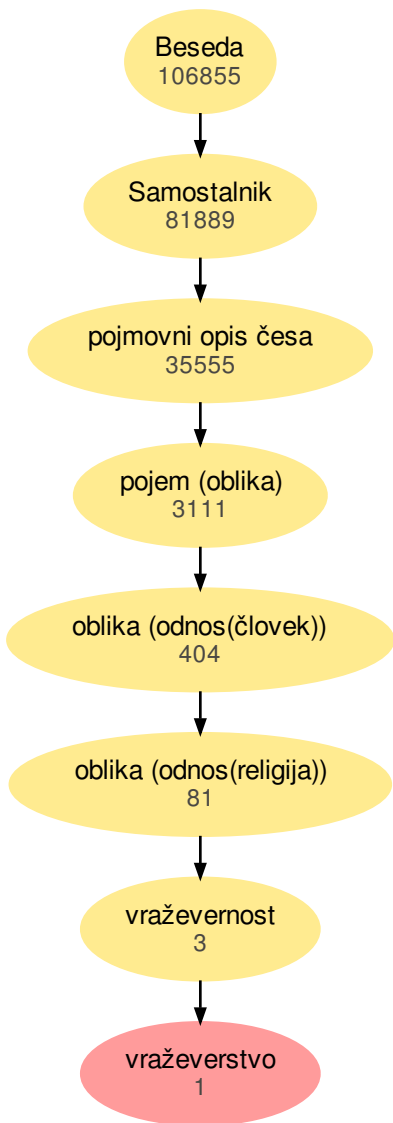 Beseda
106855
Samostalnik
81889
pojmovni opis česa
35555
pojem (oblika)
3111
oblika (odnos(človek))
404
oblika (odnos(religija))
81
vraževernost
3
vraževerstvo
1